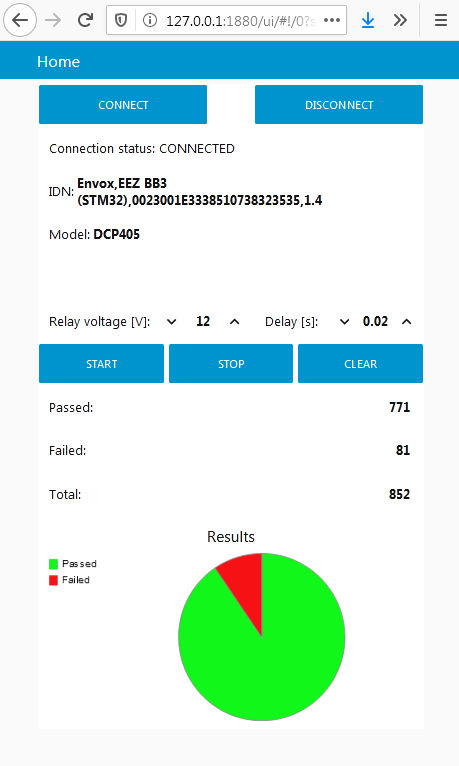 127.0.0.1:1880/ui/#!/0?s
Home
CONNECT DISCONNECT
Connection status: CONNECTED
IDN: Envox,EEZ BB3
(STM32),0023001E3338510738323535,1.4
Model: DCP405
Relay voltage [V]: 12 Delay [s]: 0.02
START STOP CLEAR
Passed: 771
Failed: 81
Total: 852
Results
Passed
Failed